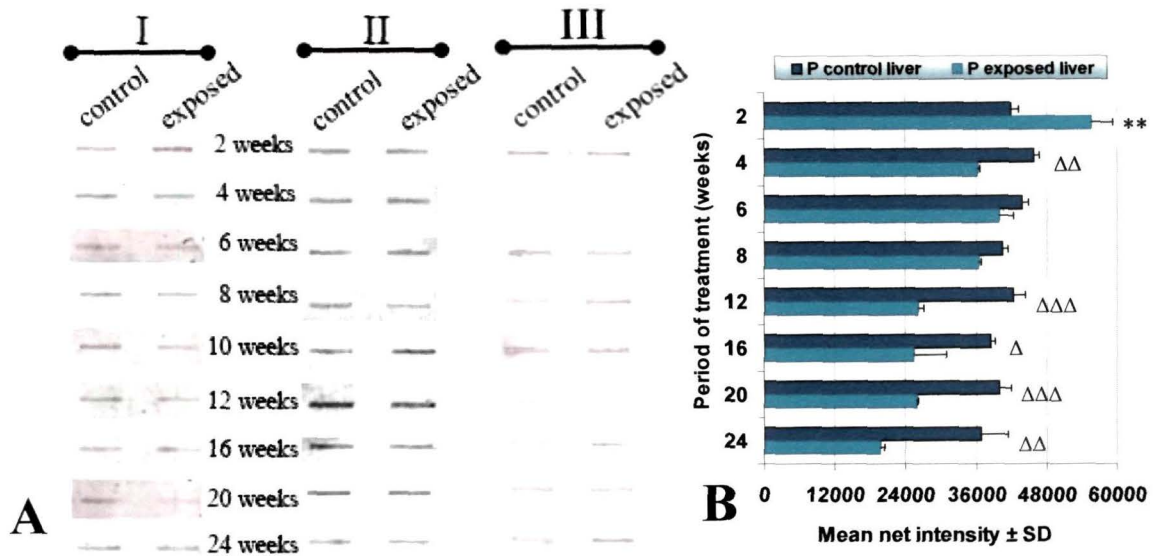 I II III
control exposed control exposed control exposed
2 weeks
4 weeks
6 weeks
8 weeks
10 weeks
12 weeks
16 weeks
20 weeks
24 weeks
A
P control liver P exposed liver
Period of treatment (weeks)
2 **
4 ΔΔ
6
8
12 ΔΔΔ
16 Δ
20 ΔΔΔ
24 ΔΔ
0 12000 24000 36000 48000 60000
B
Mean net intensity ± SD